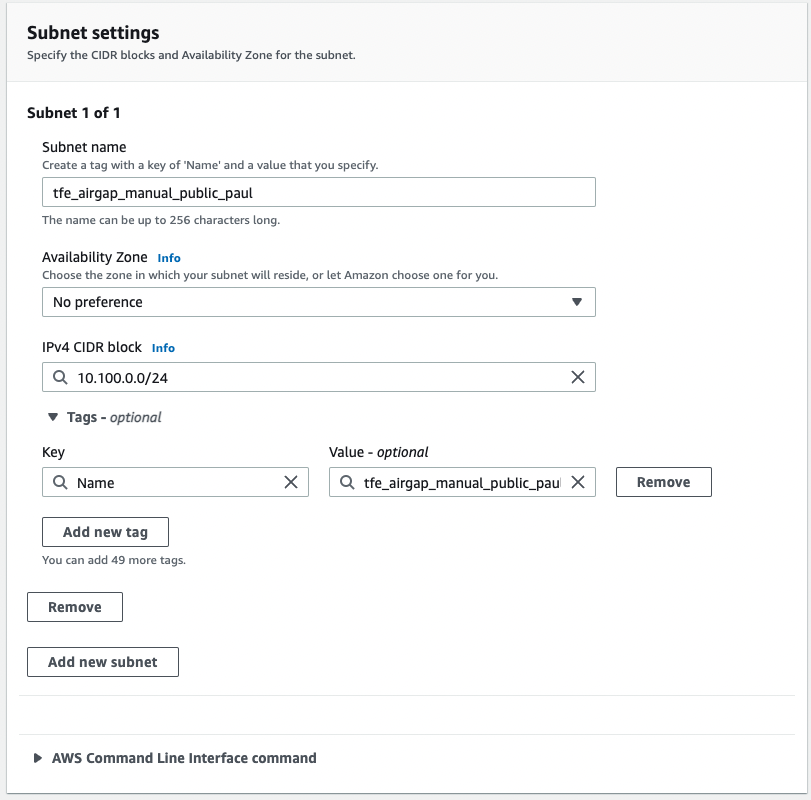 Subnet settings
Specify the CIDR blocks and Availability Zone for the subnet.
Subnet 1 of 1
Subnet name
Create a tag with a key of 'Name' and a value that you specify.
tfe_airgap_manual_public_paul
The name can be up to 256 characters long.
Availability Zone Info
Choose the zone in which your subnet will reside, or let Amazon choose one for you.
No preference
IPv4 CIDR block Info
10.100.0.0/24
Tags - optional
Key Value - optional
Name tfe_airgap_manual_public_paul Remove
Add new tag
You can add 49 more tags.
Remove
Add new subnet
AWS Command Line Interface command